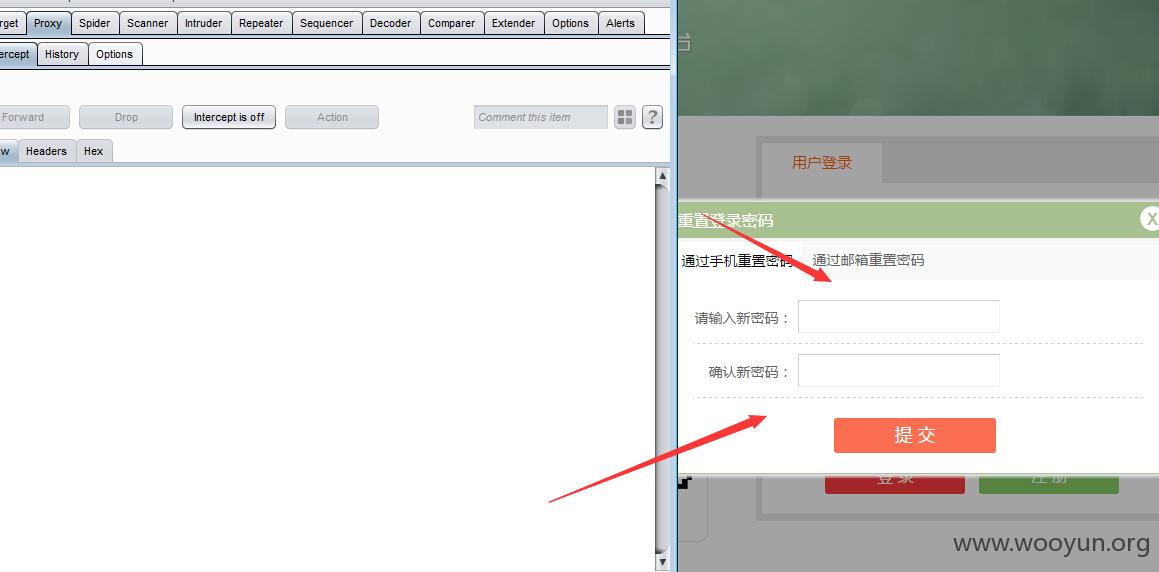 rget Proxy Spider Scanner Intruder Repeater Sequencer Decoder Comparer Extender Options Alerts
ercept History Options
Forward Drop Intercept is off Action Comment this item ?
w Headers Hex
台
用户登录
重置登录密码 X
通过手机重置密码 通过邮箱重置密码
请输入新密码：
确认新密码：
提交
登录 注册
www.wooyun.org